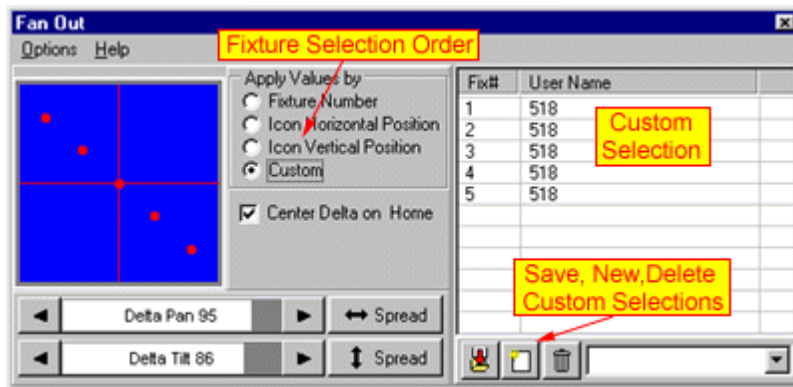 Fan Out
Options Help
Fixture Selection Order
Apply Values by
Fixture Number
Icon Horizontal Position
Icon Vertical Position
Custom
Center Delta on Home
Delta Pan 95
Spread
Delta Tilt 86
Spread
Fix# User Name
1 518
2 518
3 518
4 518
5 518
Custom
Selection
Save, New,Delete
Custom Selections